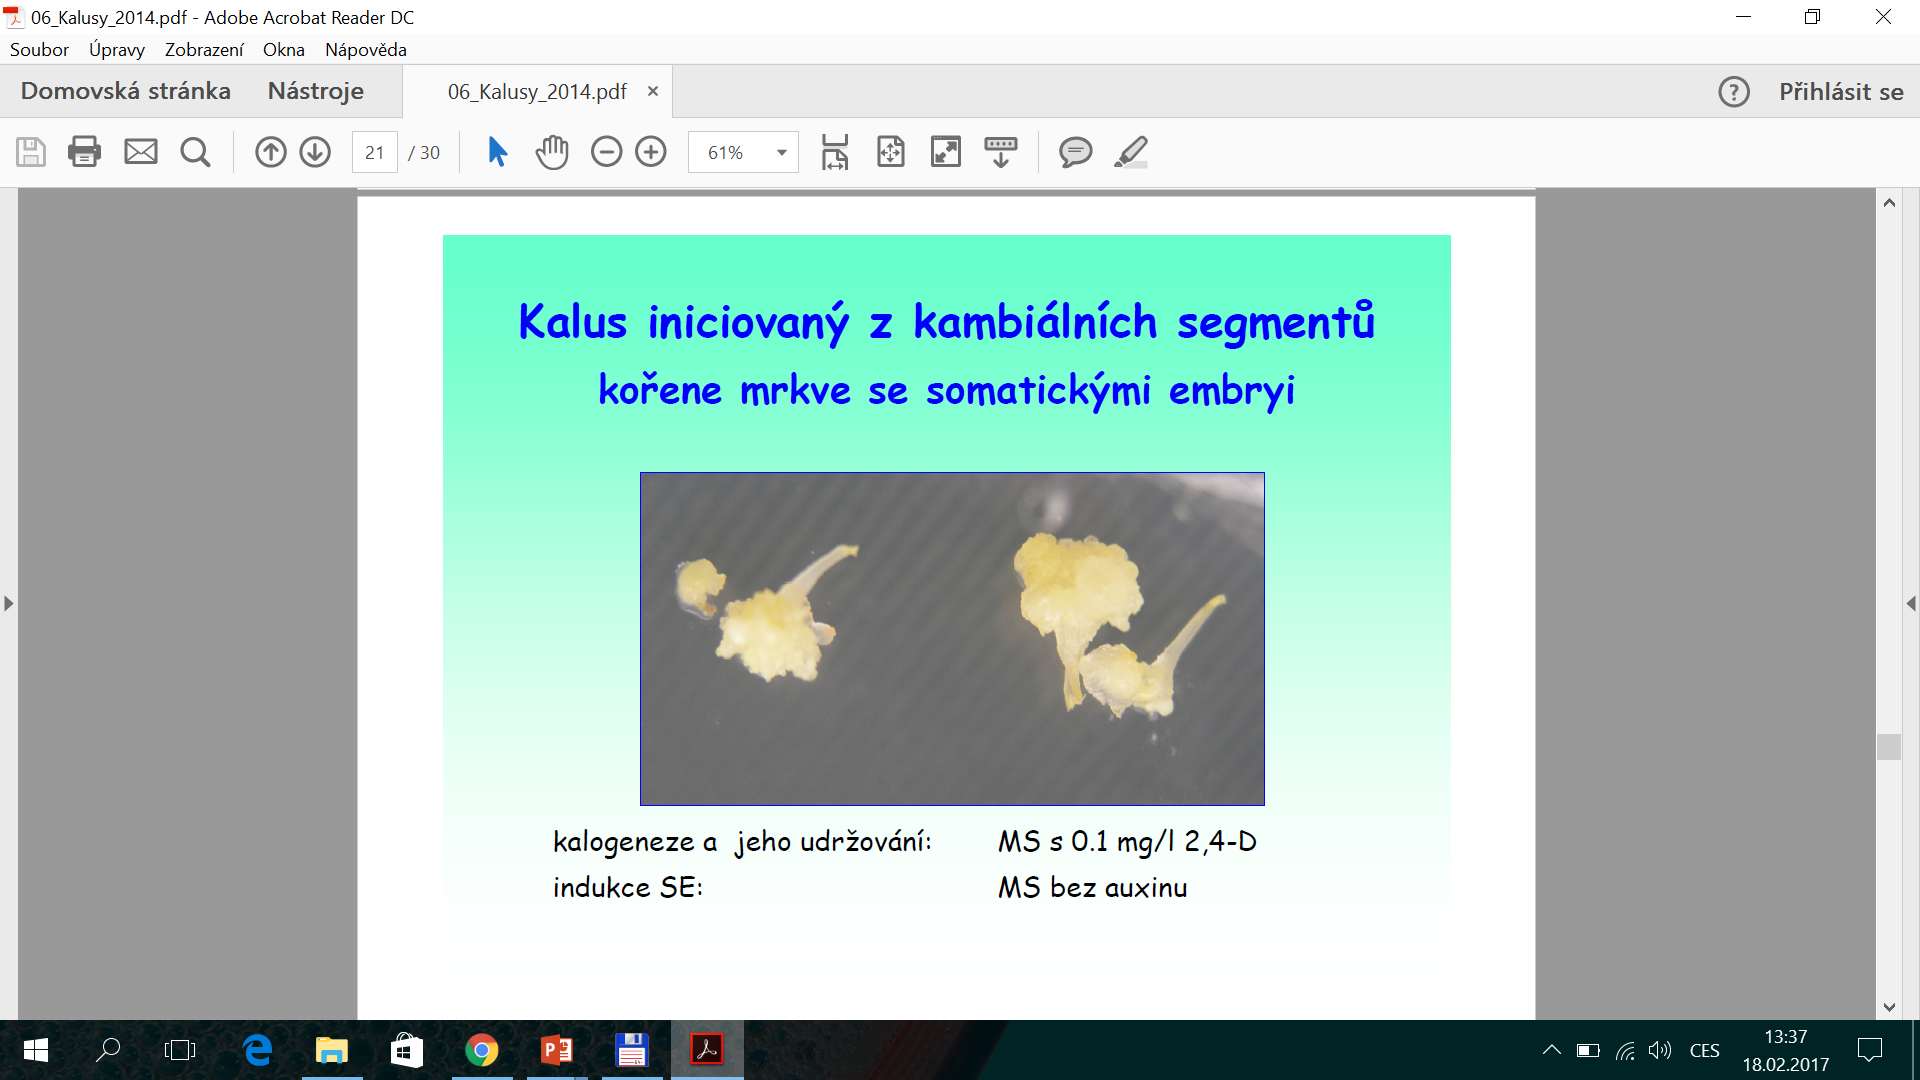 06_Kalusy_2014.pdf - Adobe Acrobat Reader DC
Soubor Úpravy Zobrazení Okna Nápověda
Domovská stránka Nástroje 06_Kalusy_2014.pdf × Přihlásit se
21 / 30 61%
Kalus iniciovaný z kambiálních segmentů
kořene mrkve se somatickými embryi
kalogeneze a jeho udržování: MS s 0.1 mg/l 2,4-D
indukce SE: MS bez auxinu
CES
13:37
18.02.2017